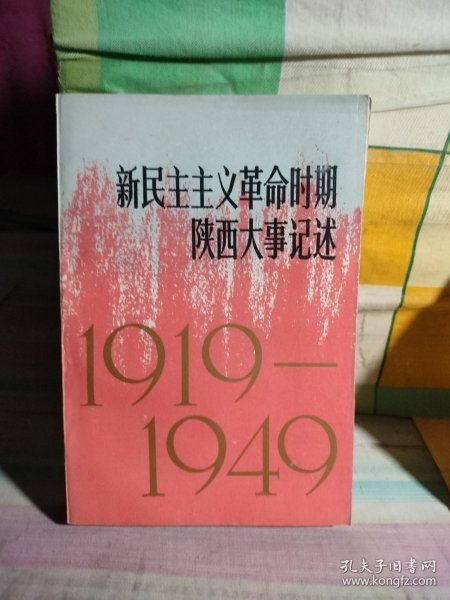 新民主主义革命时期
陕西大事记述
1919—
1949
孔夫子旧书网
www.kongfz.com